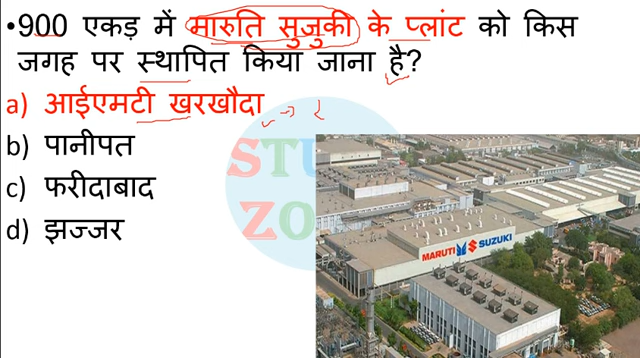 •900 एकड़ में मारुति सुजुकी के प्लांट को किस
जगह पर स्थापित किया जाना है?
a) आईएमटी खरखौदा
b) पानीपत
c) फरीदाबाद
d) झज्जर
MARUTI SUZUKI